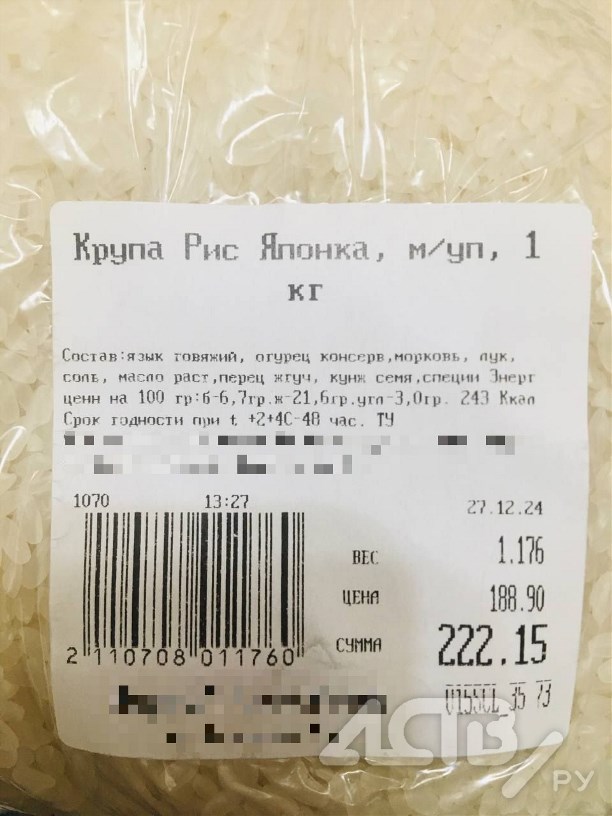 Крупа Рис Японка, м/уп, 1
кг
Состав:язык говяжий, огурец консерв,морковь, лук,
соль, масло раст,перец жгуч, кунж семя,специи Энерг
ценн на 100 гр:б-6,7гр.ж-21,6гр.угл-3,0гр. 243 Ккал
Срок годности при t +2+4С-48 час. ТУ
1070 13:27 27.12.24
ВЕС 1.176
ЦЕНА 188.90
СУММА 222.15
2 110708 011760
35 73
АСТВ
РУ